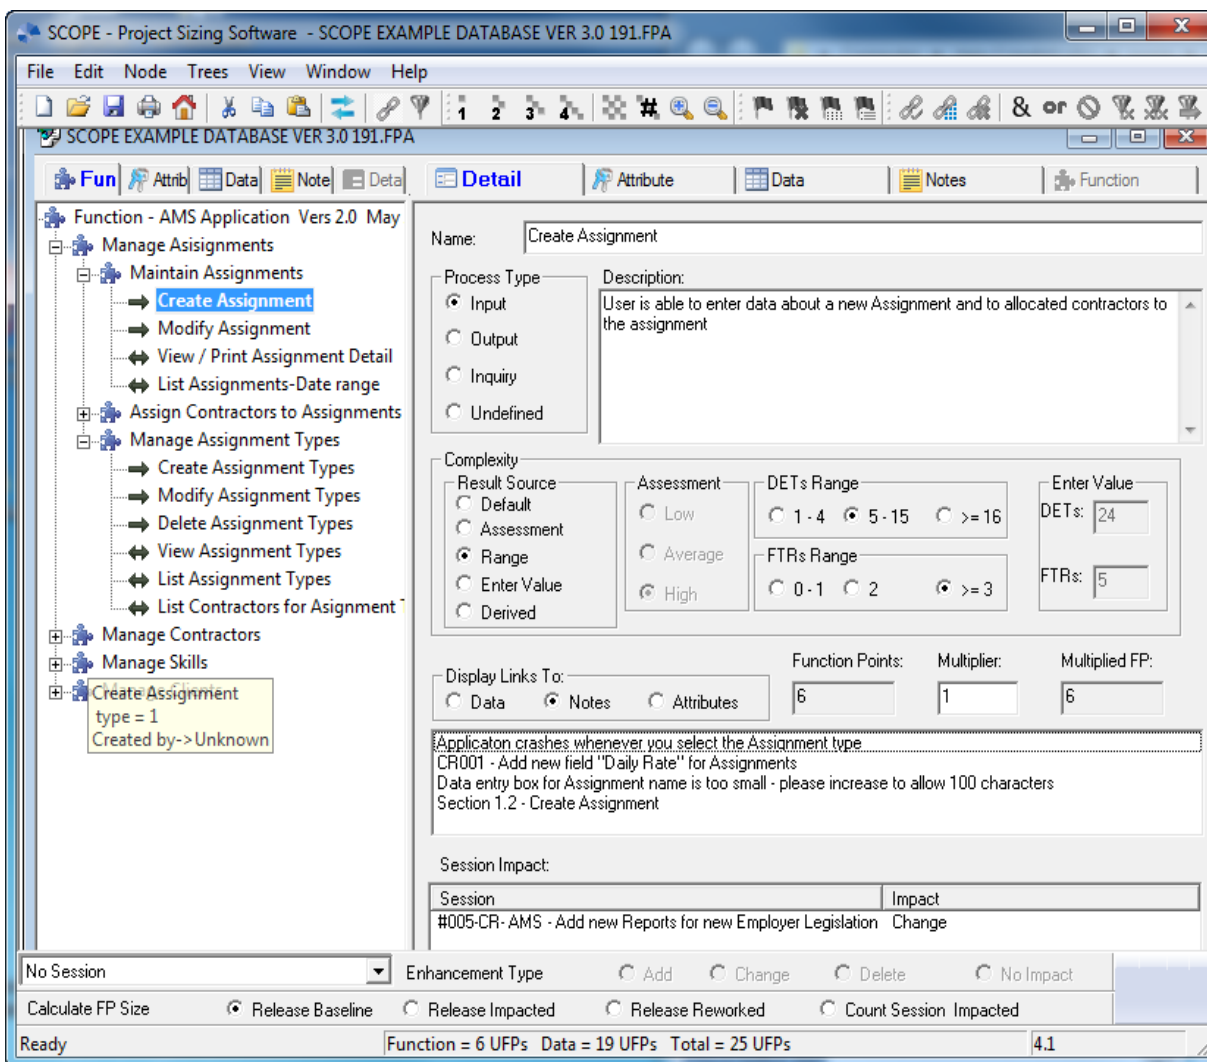 SCOPE - Project Sizing Software - SCOPE EXAMPLE DATABASE VER 3.0 191.FPA
File Edit Node Trees View Window Help
1 2 3 4 # & or
SCOPE EXAMPLE DATABASE VER 3.0 191.FPA
Fun Attrib Data Note Detai
Detail Attribute Data Notes Function
Function - AMS Application Vers 2.0 May
Manage Asisignments
Maintain Assignments
Create Assignment
Modify Assignment
View / Print Assignment Detail
List Assignments-Date range
Assign Contractors to Assignments
Manage Assignment Types
Create Assignment Types
Modify Assignment Types
Delete Assignment Types
View Assignment Types
List Assignment Types
List Contractors for Asignment T
Manage Contractors
Manage Skills
Create Assignment
type = 1
Created by->Unknown
Name: Create Assignment
Process Type
Input
Output
Inquiry
Undefined
Description:
User is able to enter data about a new Assignment and to allocated contractors to
the assignment
Complexity
Result Source
Default
Assessment
Range
Enter Value
Derived
Assessment
Low
Average
High
DETs Range
1 - 4 5 - 15 >= 16
FTRs Range
0 - 1 2 >= 3
Enter Value
DETs: 24
FTRs: 5
Display Links To:
Data Notes Attributes
Function Points: Multiplier: Multiplied FP:
6 1 6
Applicaton crashes whenever you select the Assignment type
CR001 - Add new field "Daily Rate" for Assignments
Data entry box for Assignment name is too small - please increase to allow 100 characters
Section 1.2 - Create Assignment
Session Impact:
Session Impact
#005-CR- AMS - Add new Reports for new Employer Legislation Change
No Session Enhancement Type Add Change Delete No Impact
Calculate FP Size Release Baseline Release Impacted Release Reworked Count Session Impacted
Ready Function = 6 UFPs Data = 19 UFPs Total = 25 UFPs 4.1